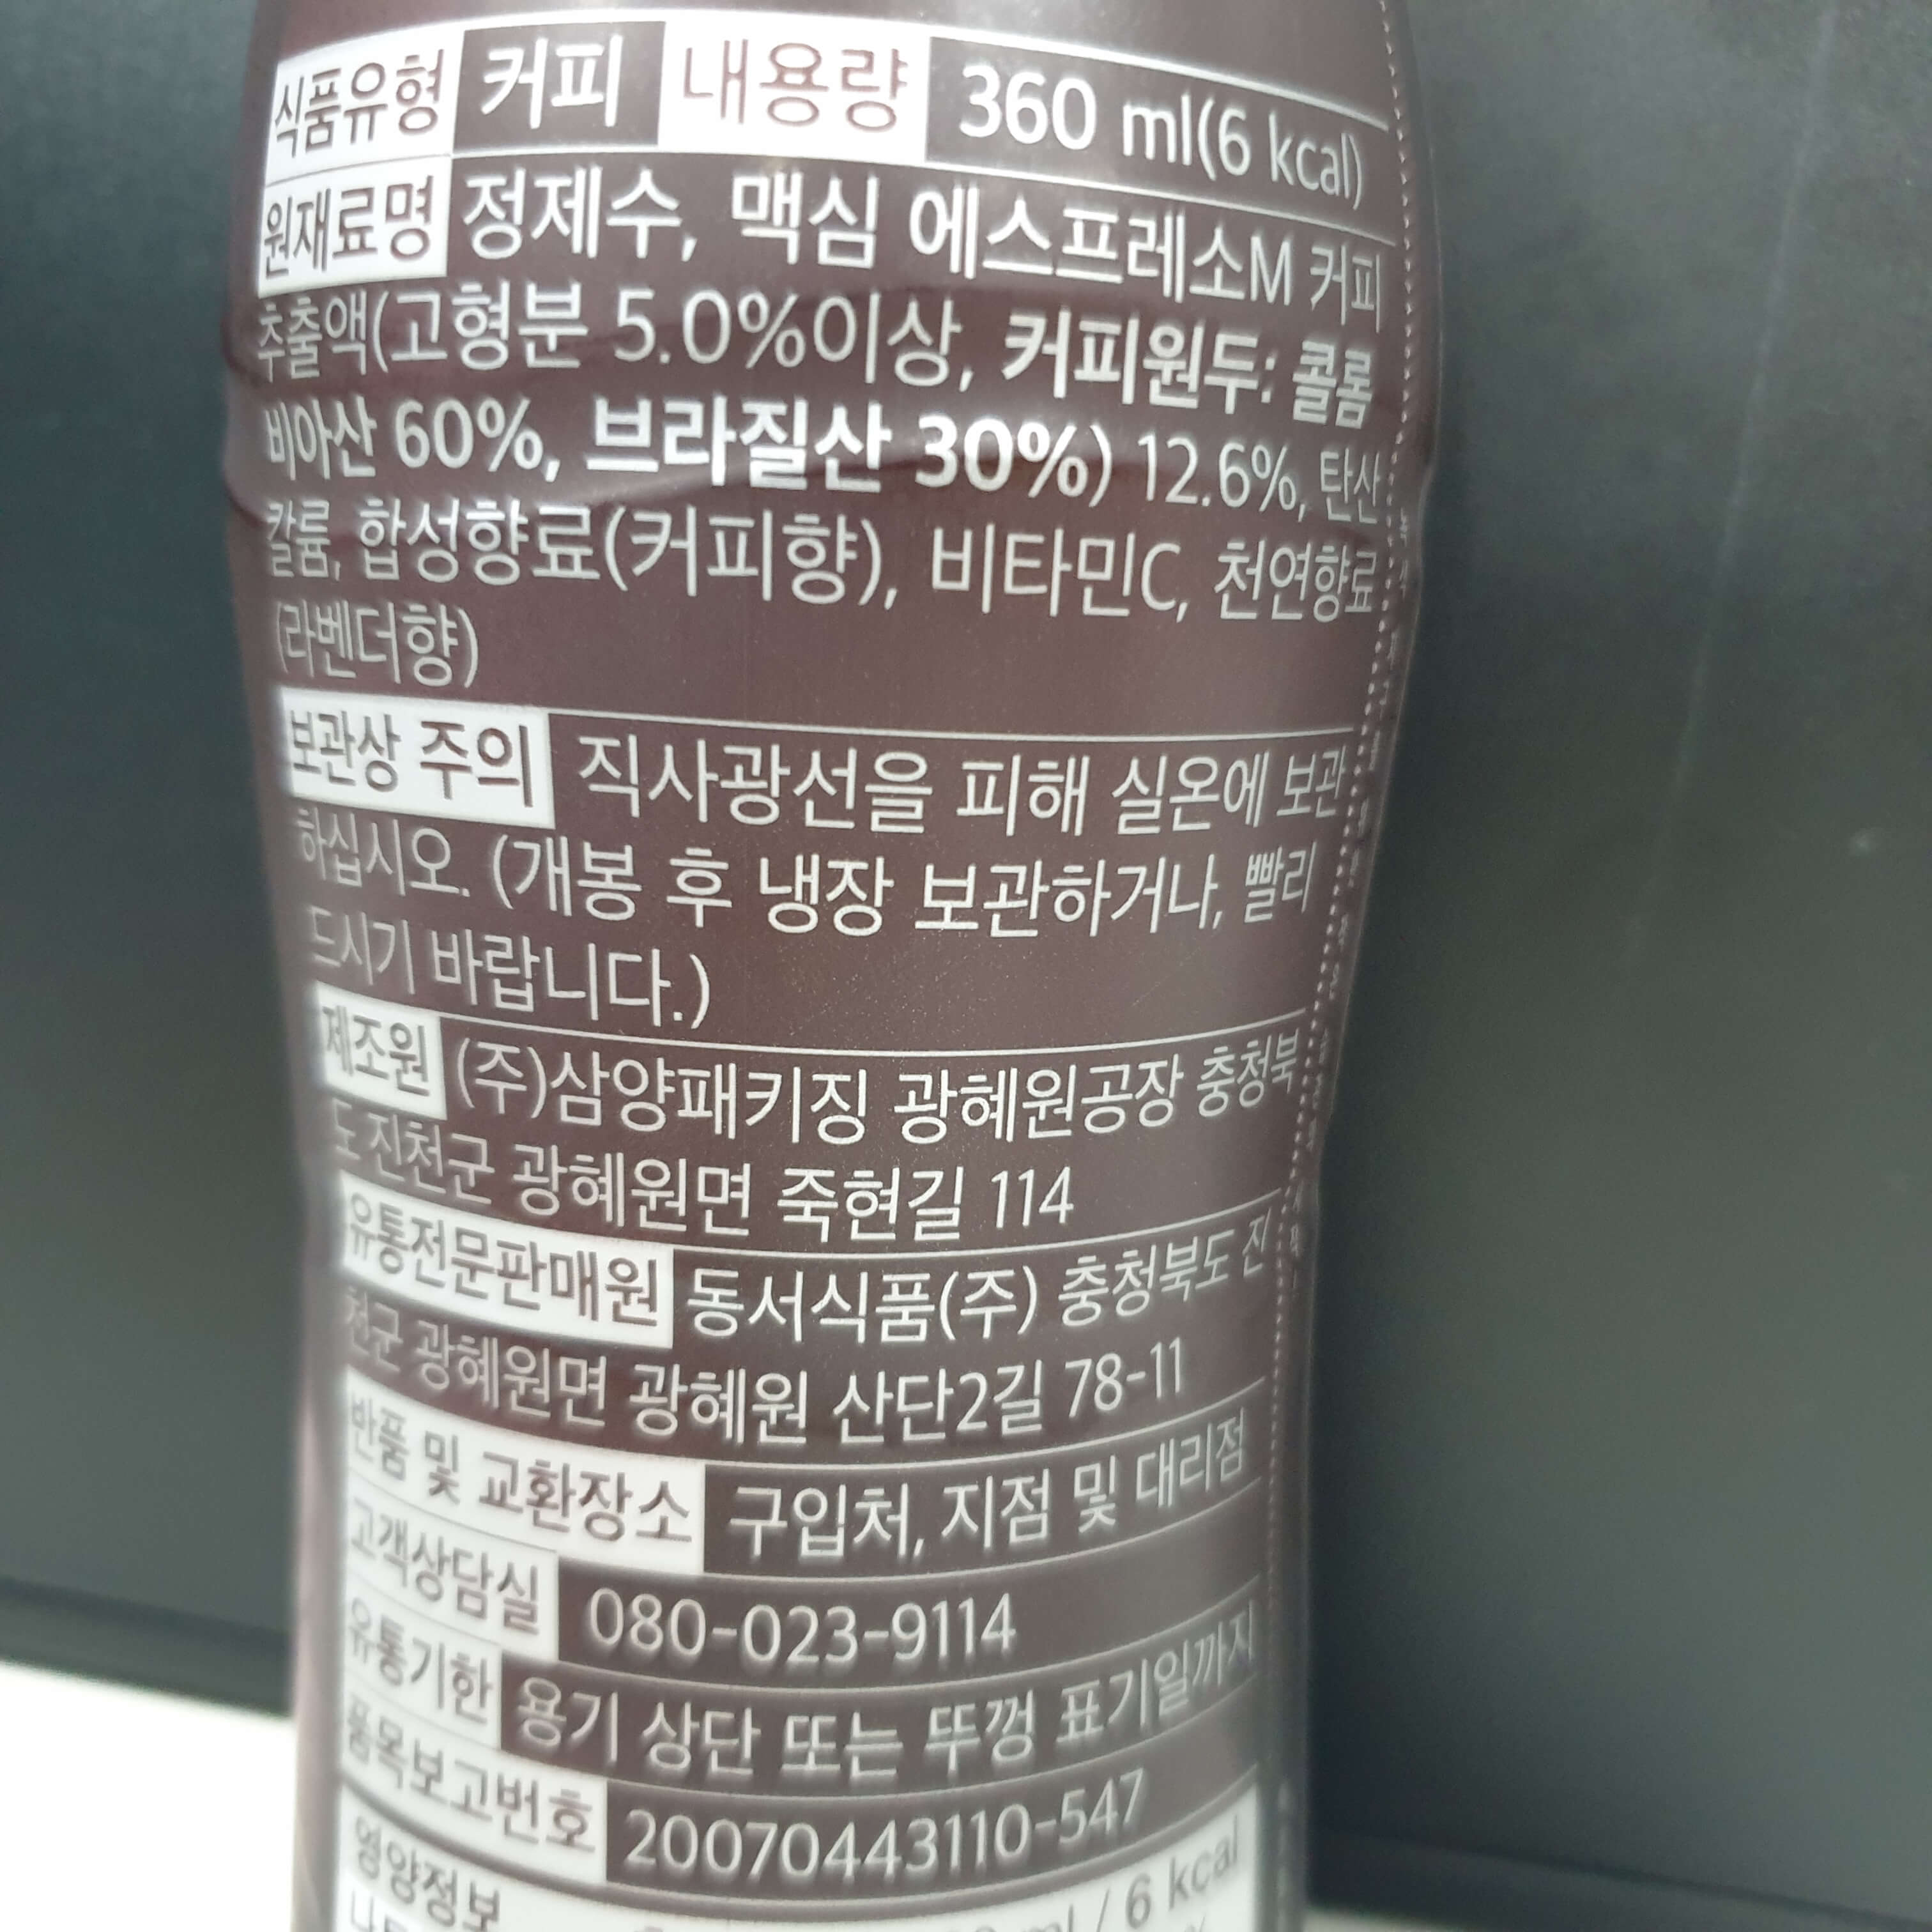 식품유형 커피 내용량 360 ml(6 kcal)
원재료명 정제수, 맥심 에스프레소M 커피
추출액(고형분 5.0%이상, 커피원두: 콜롬
비아산 60%, 브라질산 30%) 12.6%, 탄산
칼륨, 합성향료(커피향), 비타민C, 천연향료
(라벤더향)
보관상 주의 직사광선을 피해 실온에 보관
하십시오. (개봉 후 냉장 보관하거나, 빨리
드시기 바랍니다.)
제조원 (주)삼양패키징 광혜원공장 충청북
도 진천군 광혜원면 죽현길 114
유통전문판매원 동서식품(주) 충청북도 진
천군 광혜원면 광혜원 산단2길 78-11
반품 및 교환장소 구입처, 지점 및 대리점
고객상담실 080-023-9114
유통기한 용기 상단 또는 뚜껑 표기일까지
품목보고번호 20070443110-547
영양정보 ml / 6 kcal